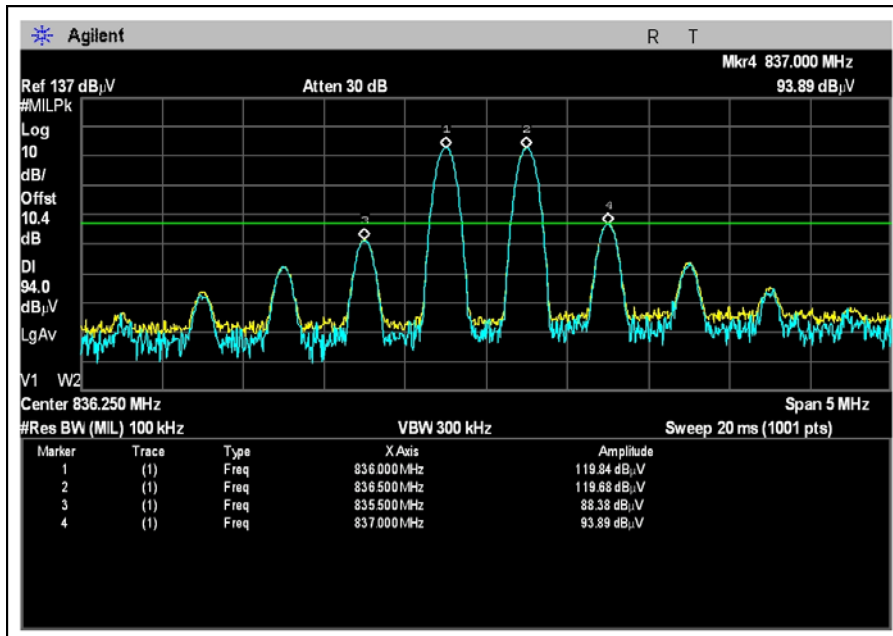 Agilent R T
Mkr4 837.000 MHz
Ref 137 dBµV Atten 30 dB 93.89 dBµV
#MILPk
Log
10
dB/
Offst
10.4
dB
DI
94.0
dBµV
LgAv
V1 W2
1 2
3 4
Center 836.250 MHz Span 5 MHz
#Res BW (MIL) 100 kHz VBW 300 kHz Sweep 20 ms (1001 pts)
Marker Trace Type X Axis Amplitude
1 (1) Freq 836.000 MHz 119.84 dBµV
2 (1) Freq 836.500 MHz 119.68 dBµV
3 (1) Freq 835.500 MHz 88.38 dBµV
4 (1) Freq 837.000 MHz 93.89 dBµV